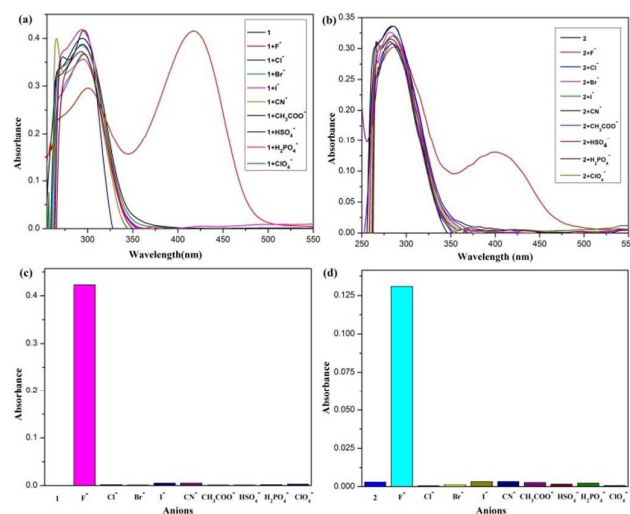 (a)
1
1+F⁻
1+Cl⁻
1+Br⁻
1+I⁻
1+CN⁻
1+CH₃COO⁻
1+HSO₄⁻
1+H₂PO₄⁻
1+ClO₄⁻
Absorbance
0.4
0.3
0.2
0.1
0.0
300
350
400
450
500
550
Wavelength(nm)
(b)
2
2+F⁻
2+Cl⁻
2+Br⁻
2+I⁻
2+CN⁻
2+CH₃COO⁻
2+HSO₄⁻
2+H₂PO₄⁻
2+ClO₄⁻
Absorbance
0.35
0.30
0.25
0.20
0.15
0.10
0.05
0.00
250
300
350
400
450
500
550
Wavelength (nm)
(c)
Absorbance
0.4
0.3
0.2
0.1
0.0
1 F⁻ Cl⁻ Br⁻ I⁻ CN⁻ CH₃COO⁻ HSO₄⁻ H₂PO₄⁻ ClO₄⁻
Anions
(d)
Absorbance
0.125
0.100
0.075
0.050
0.025
0.000
2 F⁻ Cl⁻ Br⁻ I⁻ CN⁻ CH₃COO⁻ HSO₄⁻ H₂PO₄⁻ ClO₄⁻
Anions